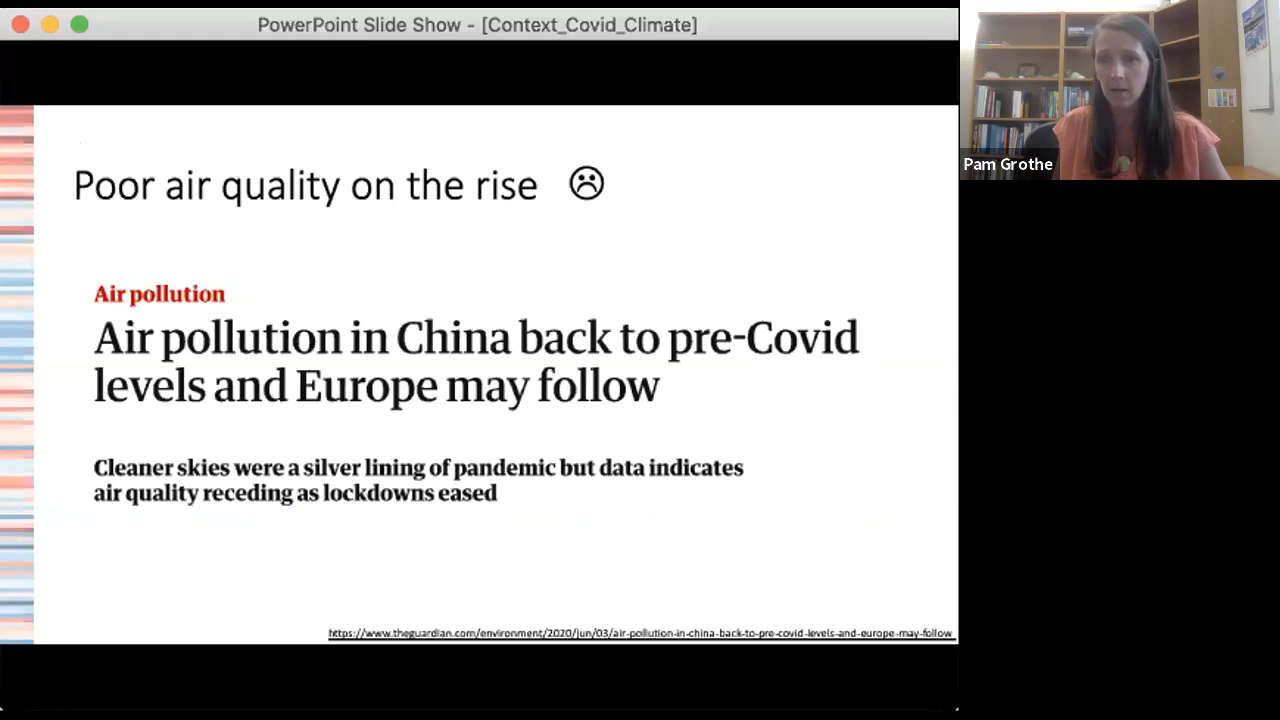 PowerPoint Slide Show - [Context_Covid_Climate]
Pam Grothe
Poor air quality on the rise ☹
Air pollution
Air pollution in China back to pre-Covid
levels and Europe may follow
Cleaner skies were a silver lining of pandemic but data indicates
air quality receding as lockdowns eased
https://www.theguardian.com/environment/2020/jun/03/air-pollution-in-china-back-to-pre-covid-levels-and-europe-may-follow